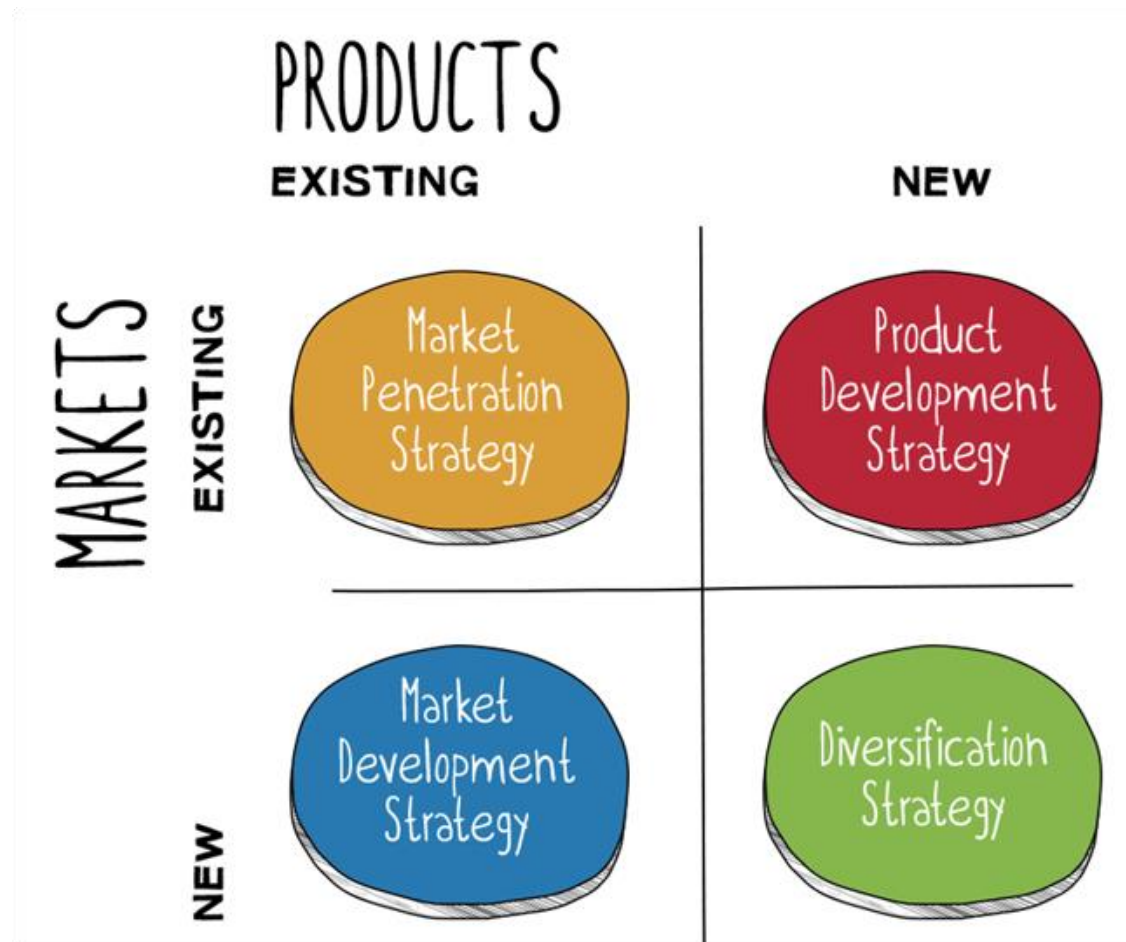 PRODUCTS
EXISTING
NEW
MARKETS
EXISTING
Market
Penetration
Strategy
Product
Development
Strategy
NEW
Market
Development
Strategy
Diversification
Strategy